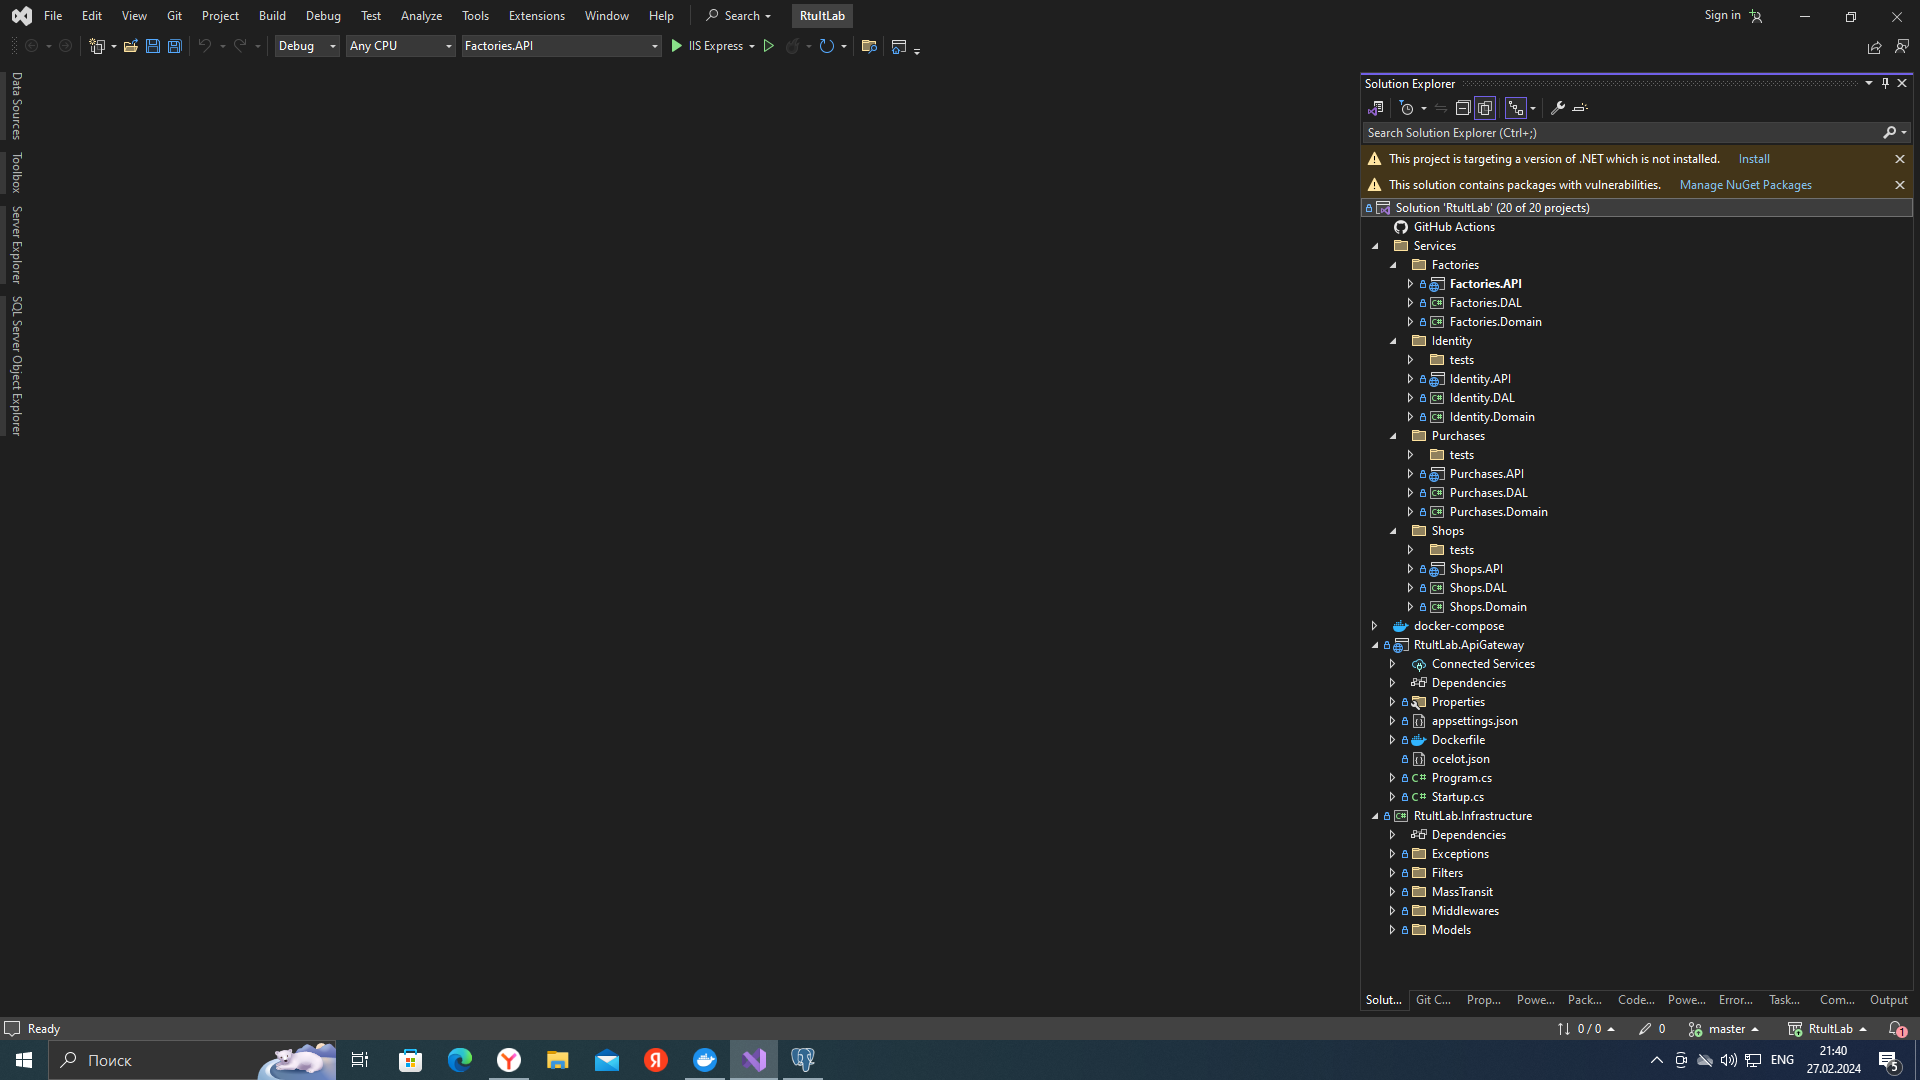 File Edit View Git Project Build Debug Test Analyze Tools Extensions Window Help Search RtultLab Sign in
Debug Any CPU Factories.API IIS Express
Data Sources
Toolbox
Server Explorer
SQL Server Object Explorer
Solution Explorer
Search Solution Explorer (Ctrl+;)
This project is targeting a version of .NET which is not installed. Install
This solution contains packages with vulnerabilities. Manage NuGet Packages
Solution 'RtultLab' (20 of 20 projects)
GitHub Actions
Services
Factories
Factories.API
C# Factories.DAL
C# Factories.Domain
Identity
tests
Identity.API
C# Identity.DAL
C# Identity.Domain
Purchases
tests
Purchases.API
C# Purchases.DAL
C# Purchases.Domain
Shops
tests
Shops.API
C# Shops.DAL
C# Shops.Domain
docker-compose
RtultLab.ApiGateway
Connected Services
Dependencies
Properties
appsettings.json
Dockerfile
ocelot.json
C# Program.cs
C# Startup.cs
C# RtultLab.Infrastructure
Dependencies
Exceptions
Filters
MassTransit
Middlewares
Models
Solut... Git C... Prop... Powe... Pack... Code... Powe... Error... Task... Com... Output
Ready 0 / 0 0 master RtultLab 1
Поиск Y Я ENG 21:40
27.02.2024 5